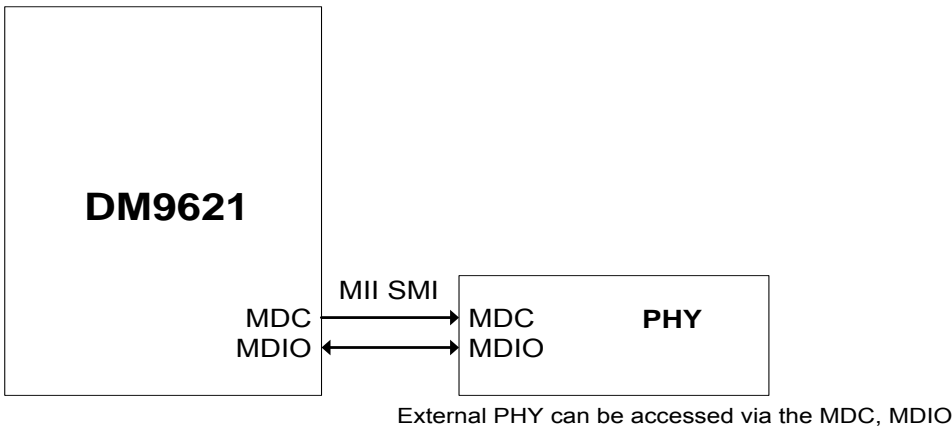 DM9621
MII SMI
MDC MDC PHY
MDIO MDIO
External PHY can be accessed via the MDC, MDIO